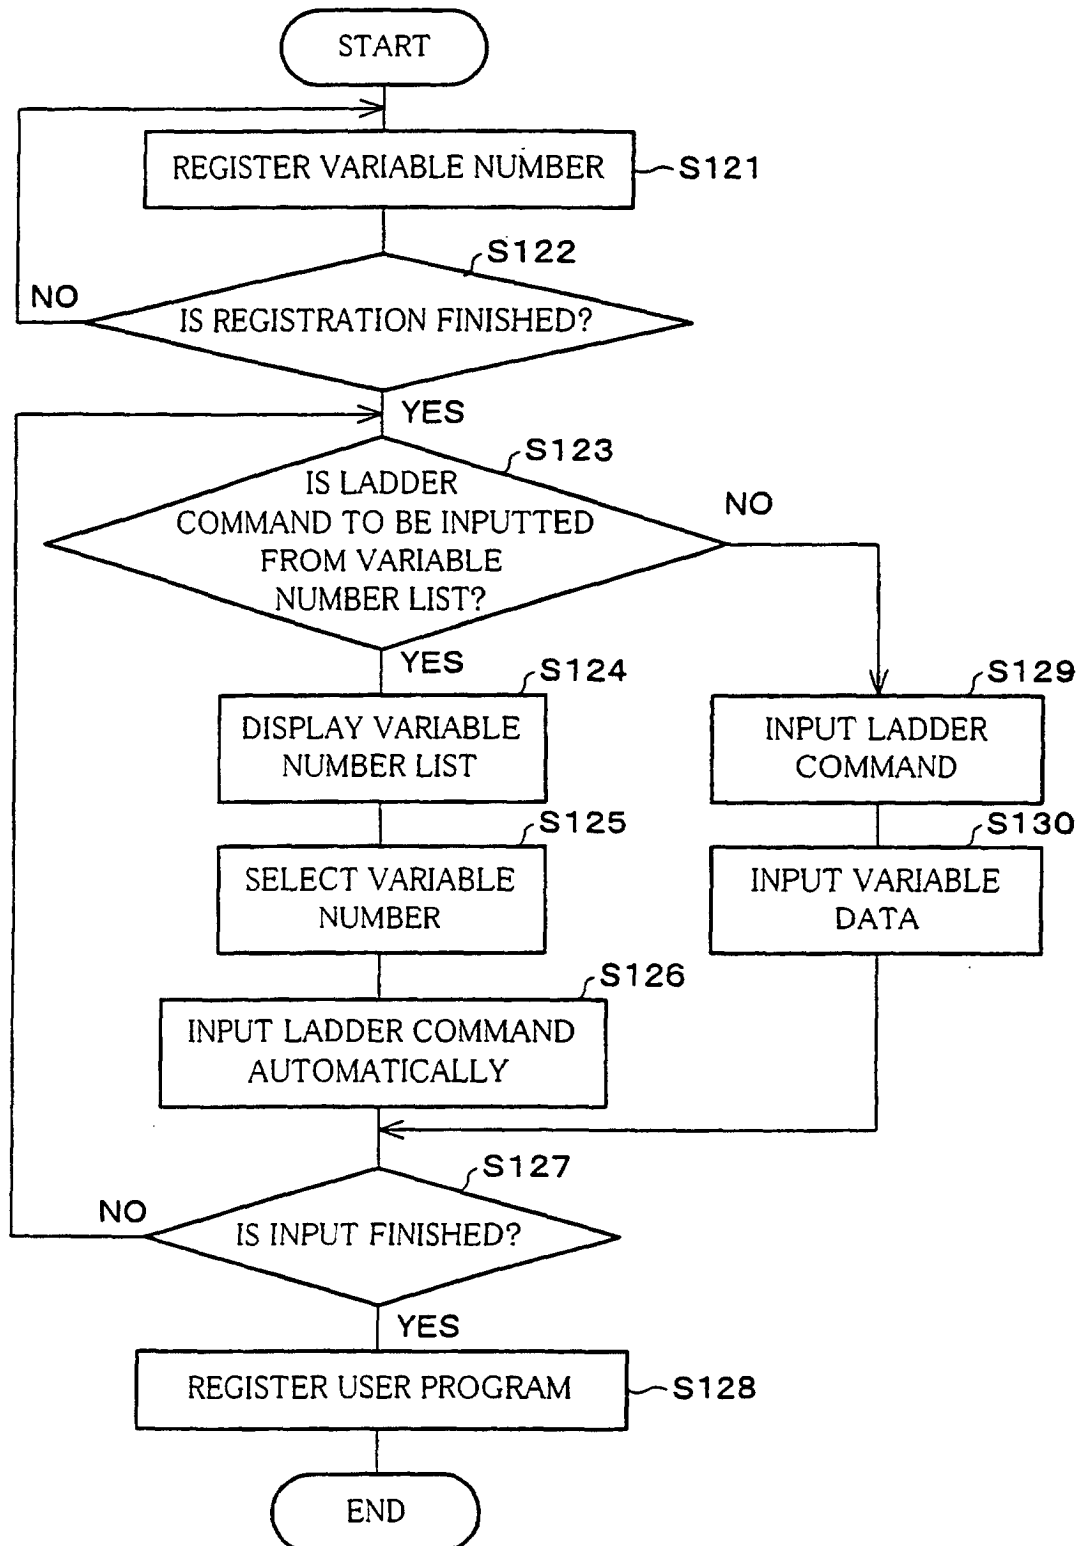 START
REGISTER VARIABLE NUMBER
S121
S122
NO
IS REGISTRATION FINISHED?
YES
S123
IS LADDER
COMMAND TO BE INPUTTED
FROM VARIABLE
NUMBER LIST?
NO
YES
S124
DISPLAY VARIABLE
NUMBER LIST
S129
INPUT LADDER
COMMAND
S125
SELECT VARIABLE
NUMBER
S130
INPUT VARIABLE
DATA
S126
INPUT LADDER COMMAND
AUTOMATICALLY
S127
NO
IS INPUT FINISHED?
YES
REGISTER USER PROGRAM
S128
END